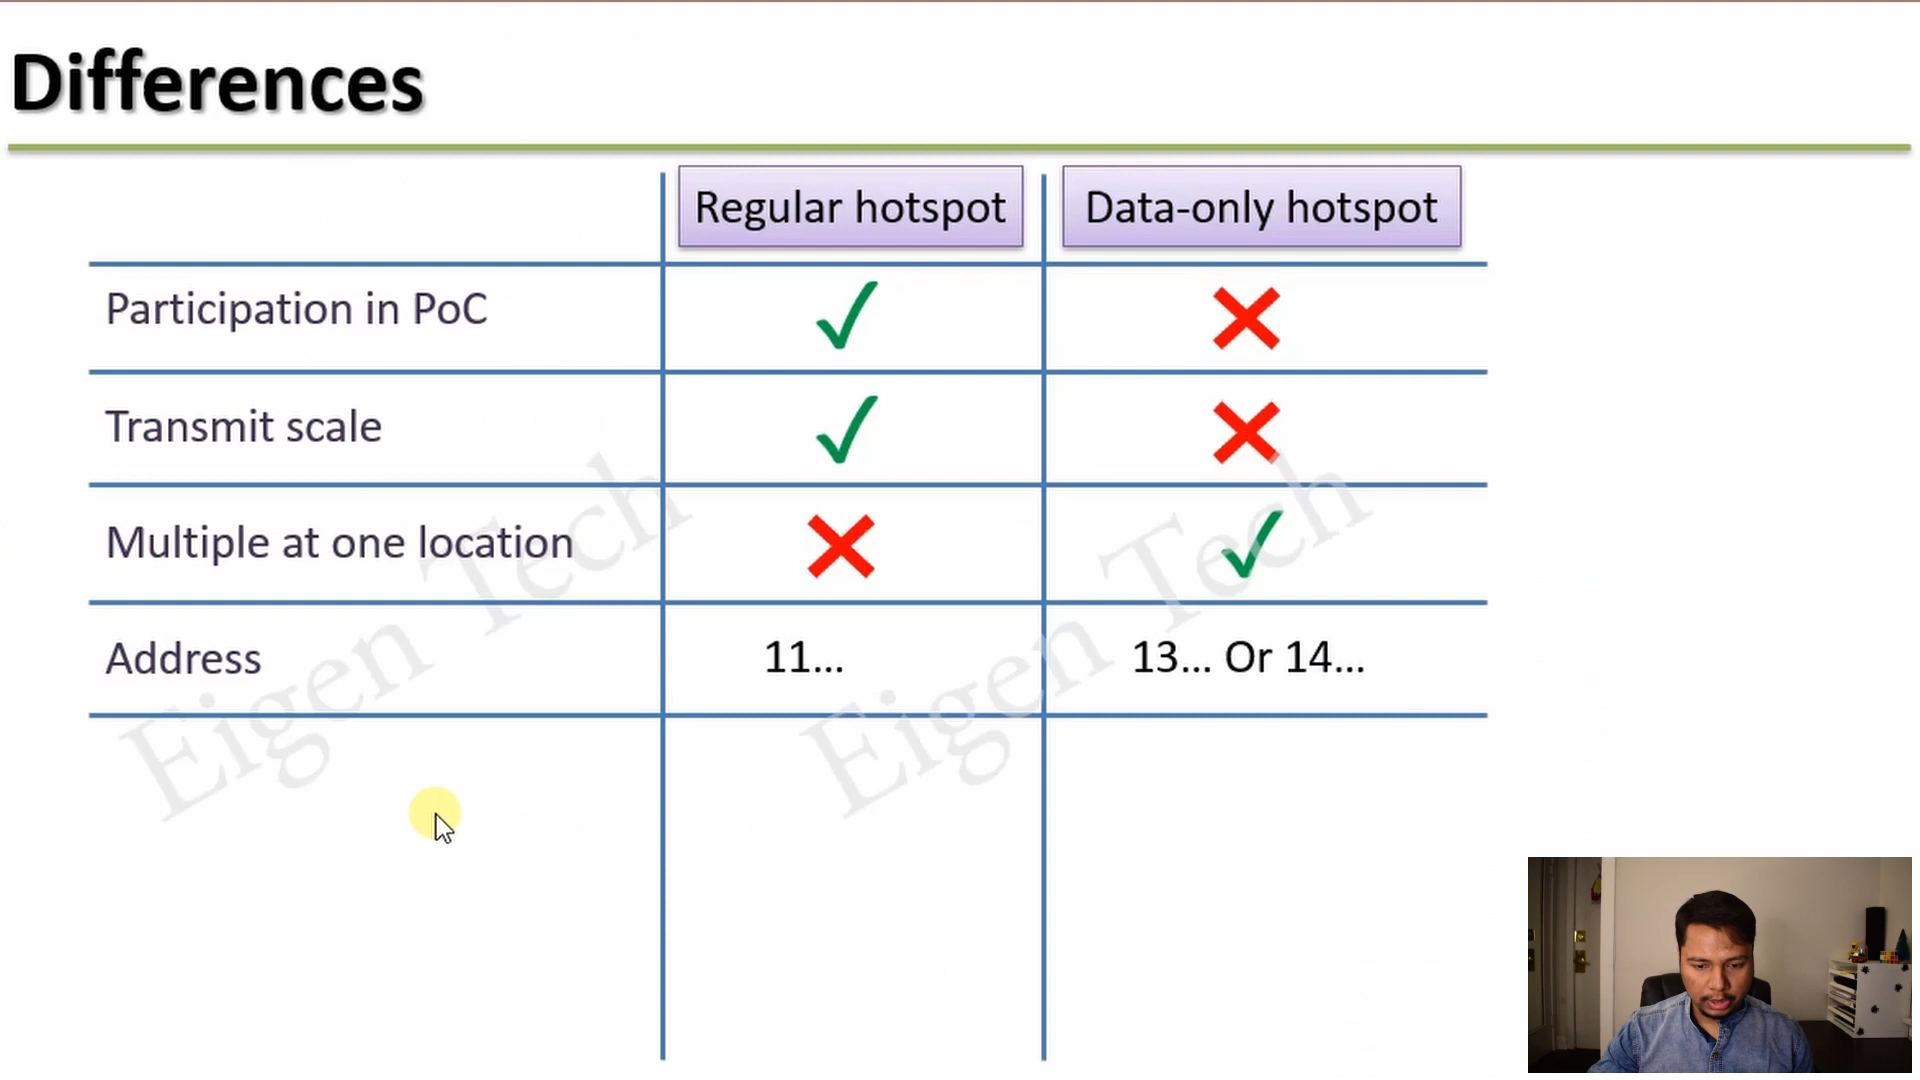 Differences
Regular hotspot Data-only hotspot
Participation in PoC
Transmit scale
Multiple at one location
Address 11... 13... Or 14...
Eigen Tech Eigen Tech